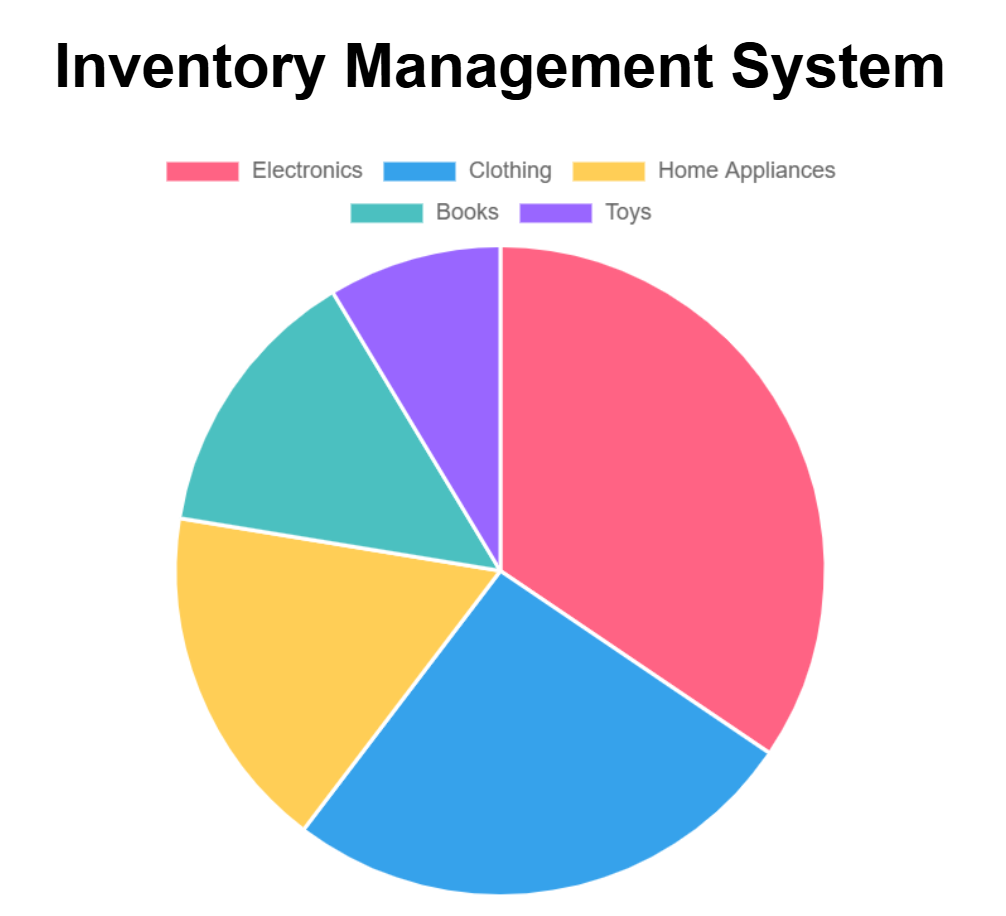 Inventory Management System
Electronics Clothing Home Appliances
Books Toys